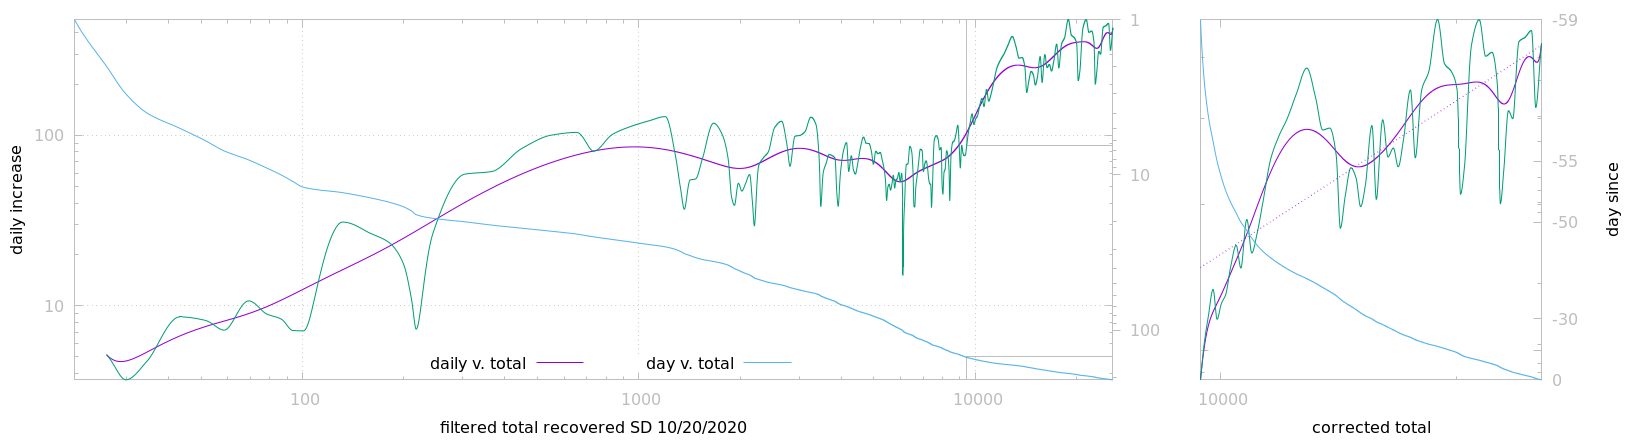 daily increase
100
10
daily v. total
day v. total
100
1000
10000
filtered total recovered SD 10/20/2020
1
10
100
10000
corrected total
-59
-55
-50
-30
0
day since